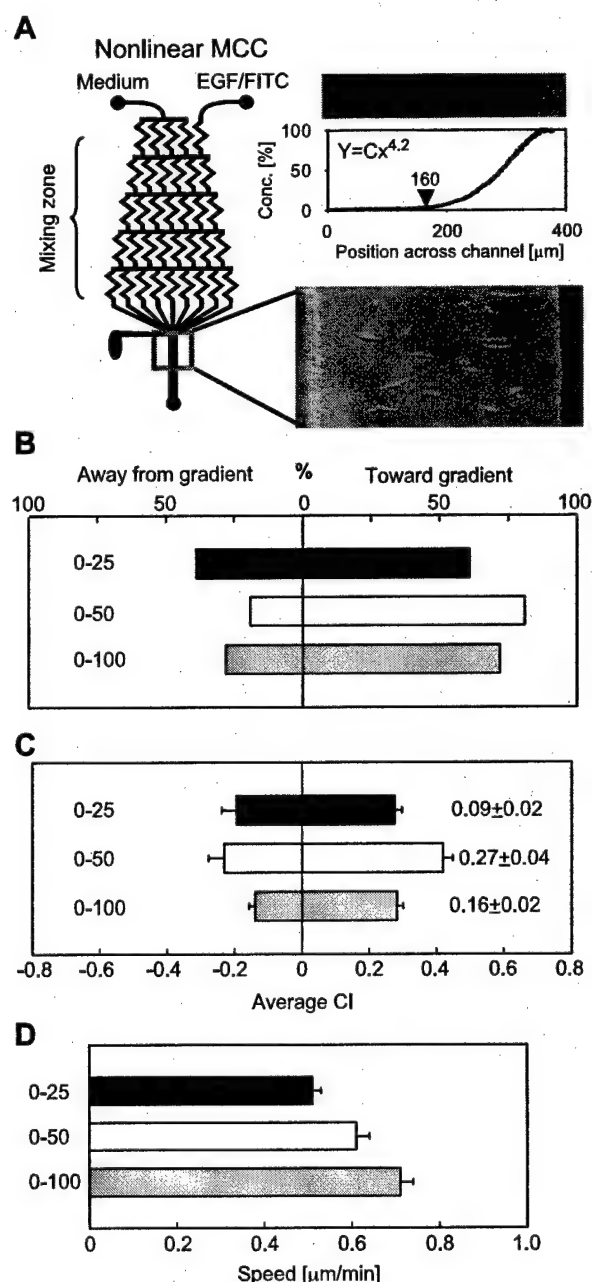 A
Nonlinear MCC
Medium
EGF/FITC
Mixing zone
Conc. [%]
100
50
0
Y=Cx4.2
160
0 200 400
Position across channel [µm]
B
Away from gradient % Toward gradient
100 50 0 50 100
0-25
0-50
0-100
C
0-25 0.09±0.02
0-50 0.27±0.04
0-100 0.16±0.02
-0.8 -0.6 -0.4 -0.2 0 0.2 0.4 0.6 0.8
Average CI
D
0-25
0-50
0-100
0 0.2 0.4 0.6 0.8 1.0
Speed [µm/min]